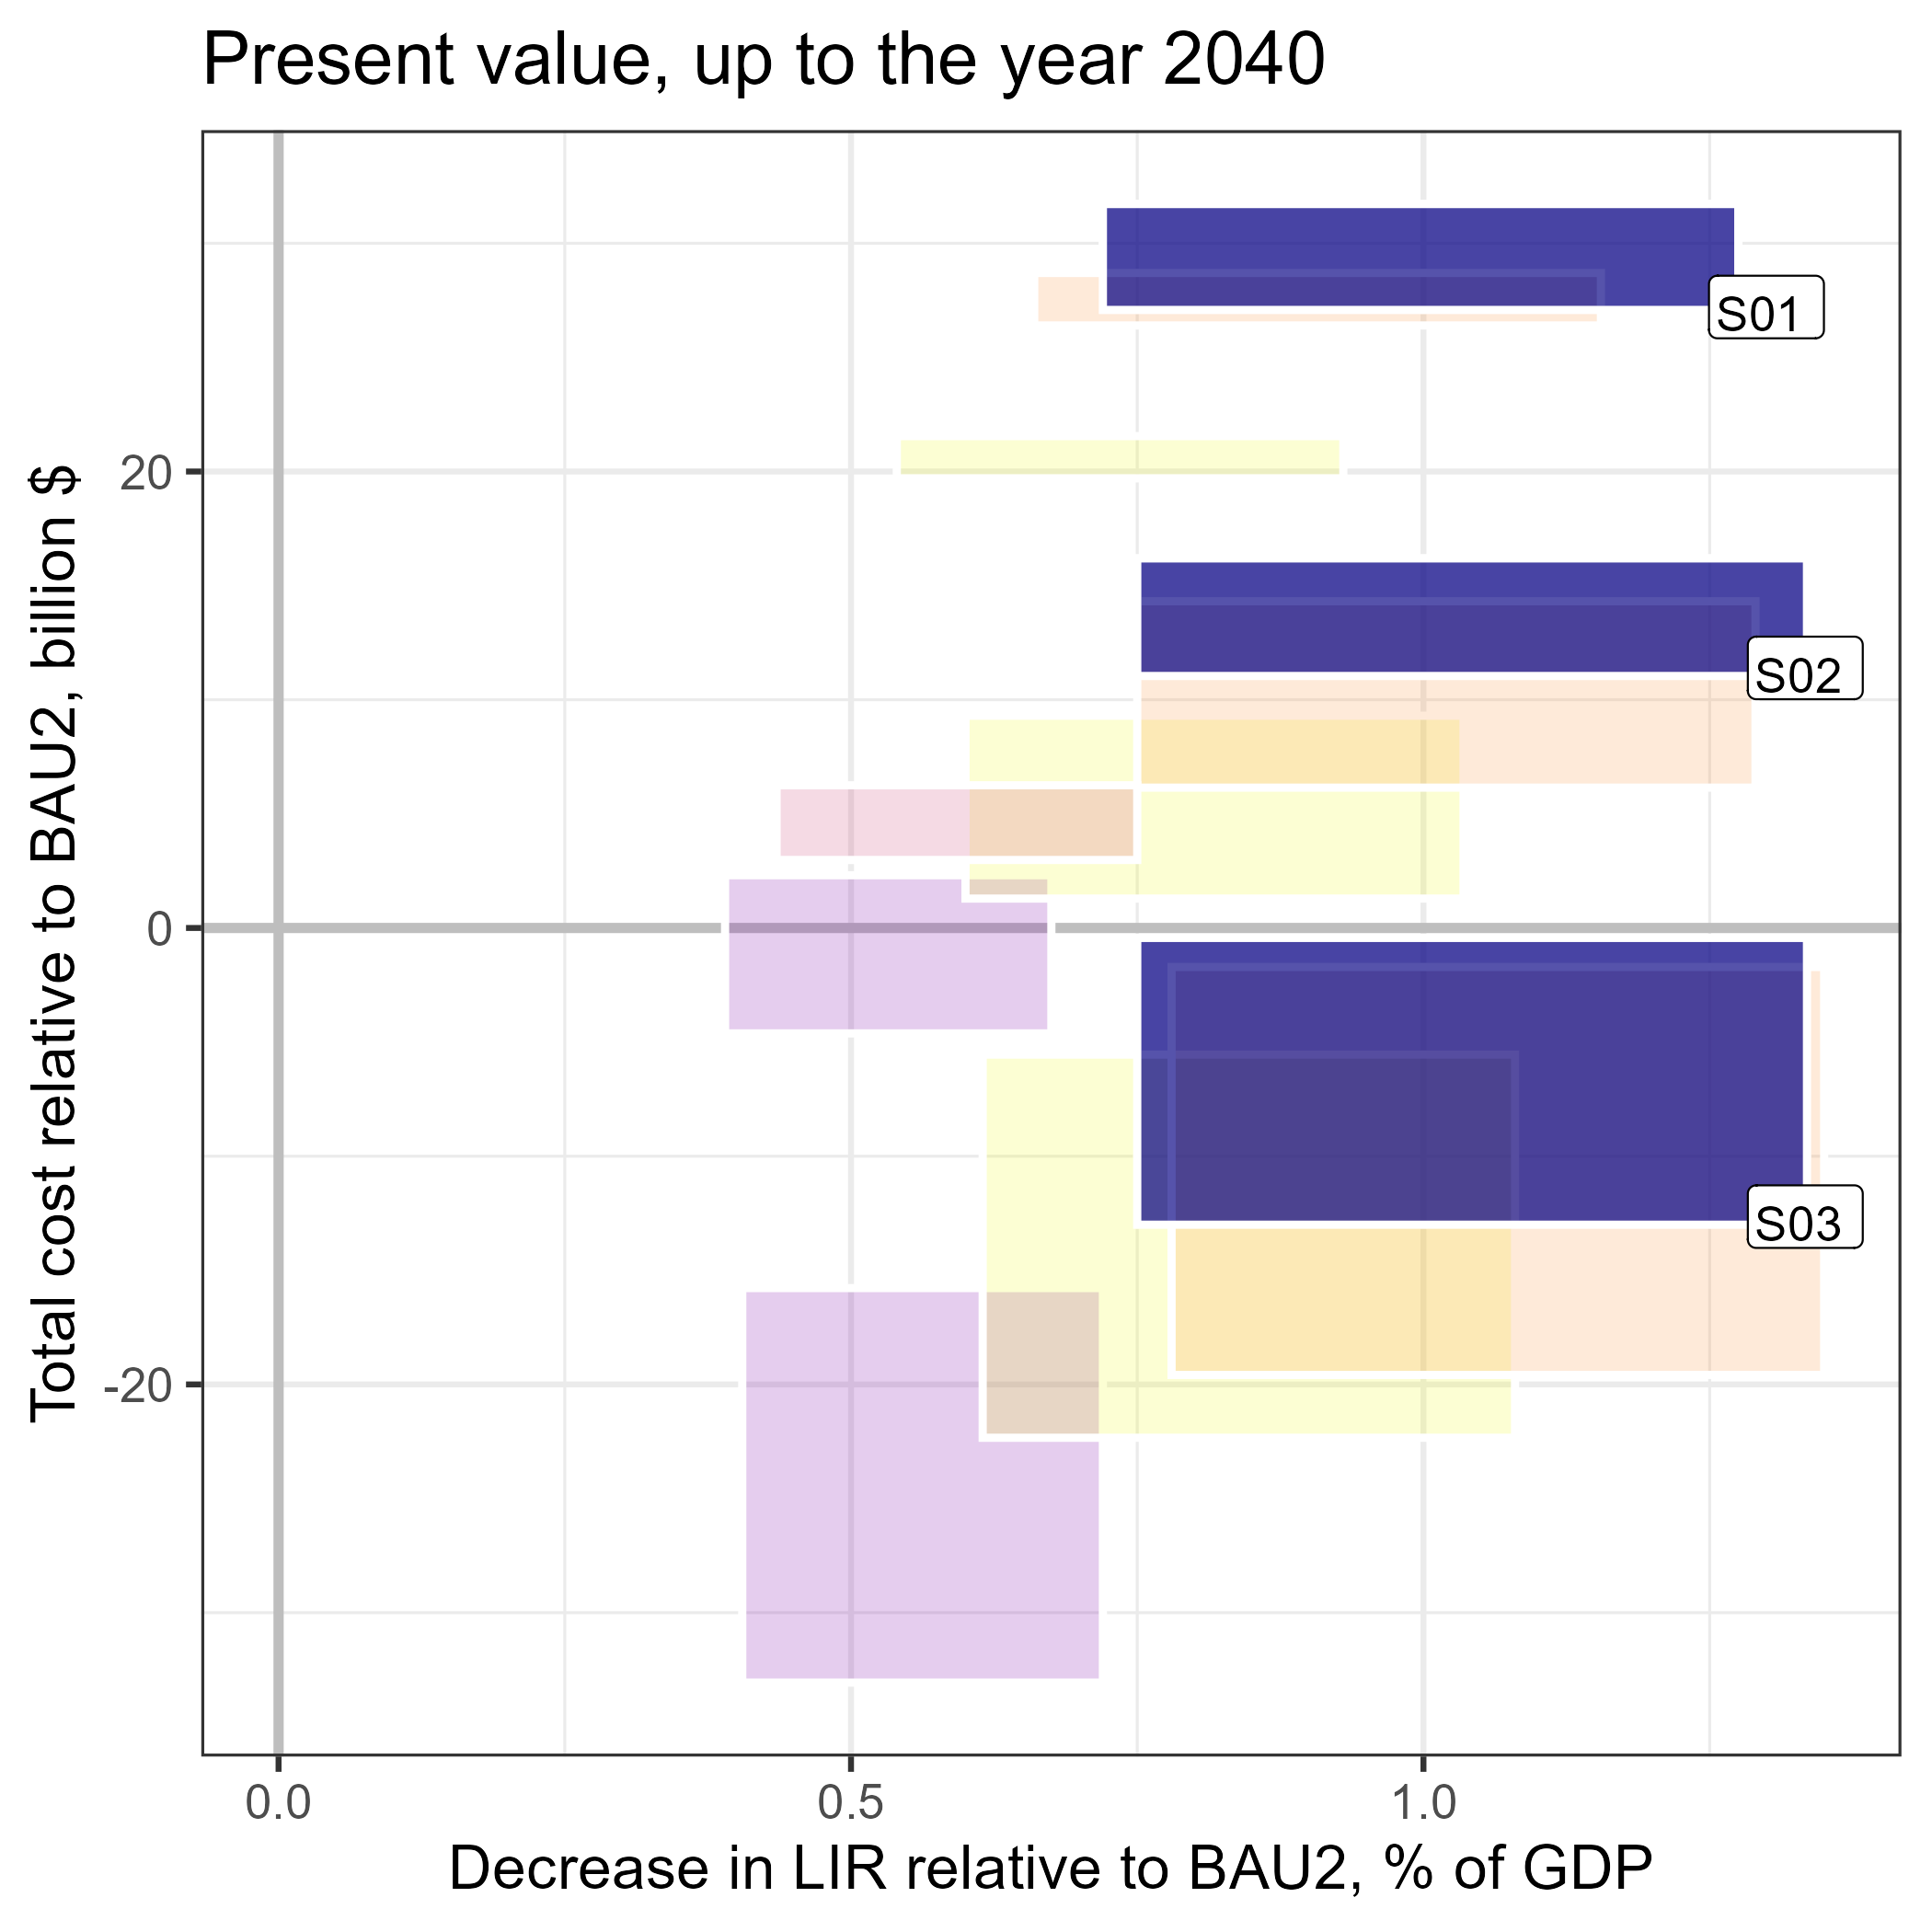 Present value, up to the year 2040
Total cost relative to BAU2, billion $
20
0
-20
S01
S02
S03
0.0
0.5
1.0
Decrease in LIR relative to BAU2, % of GDP